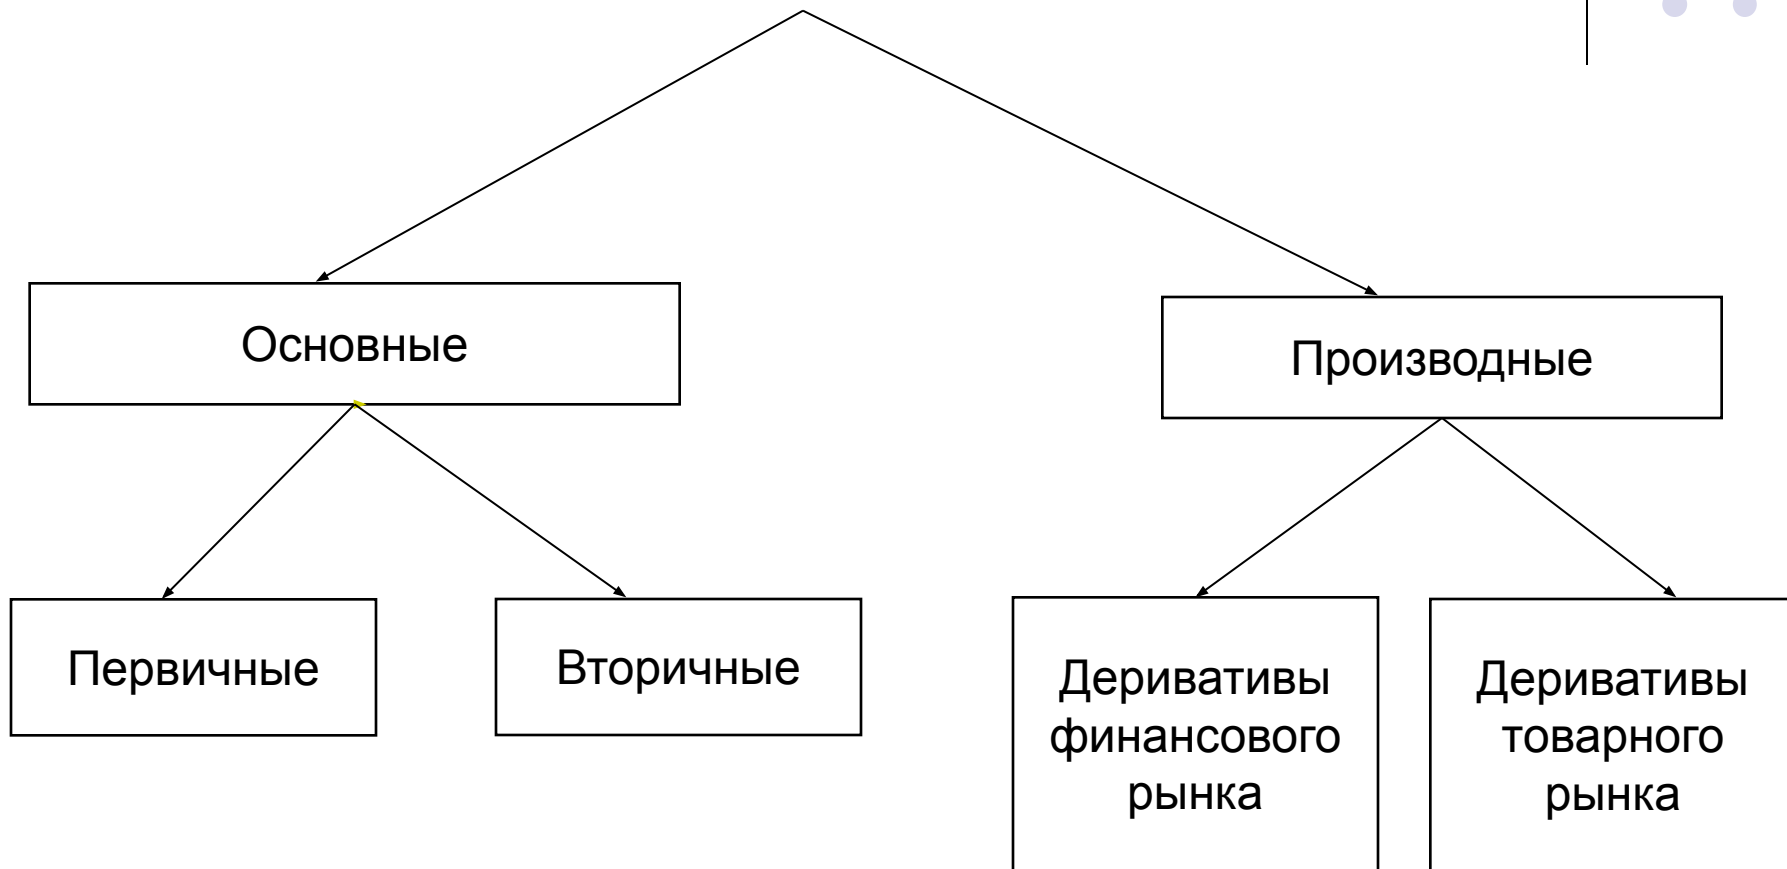 Основные
Производные
Первичные
Вторичные
Деривативы
финансового
рынка
Деривативы
товарного
рынка